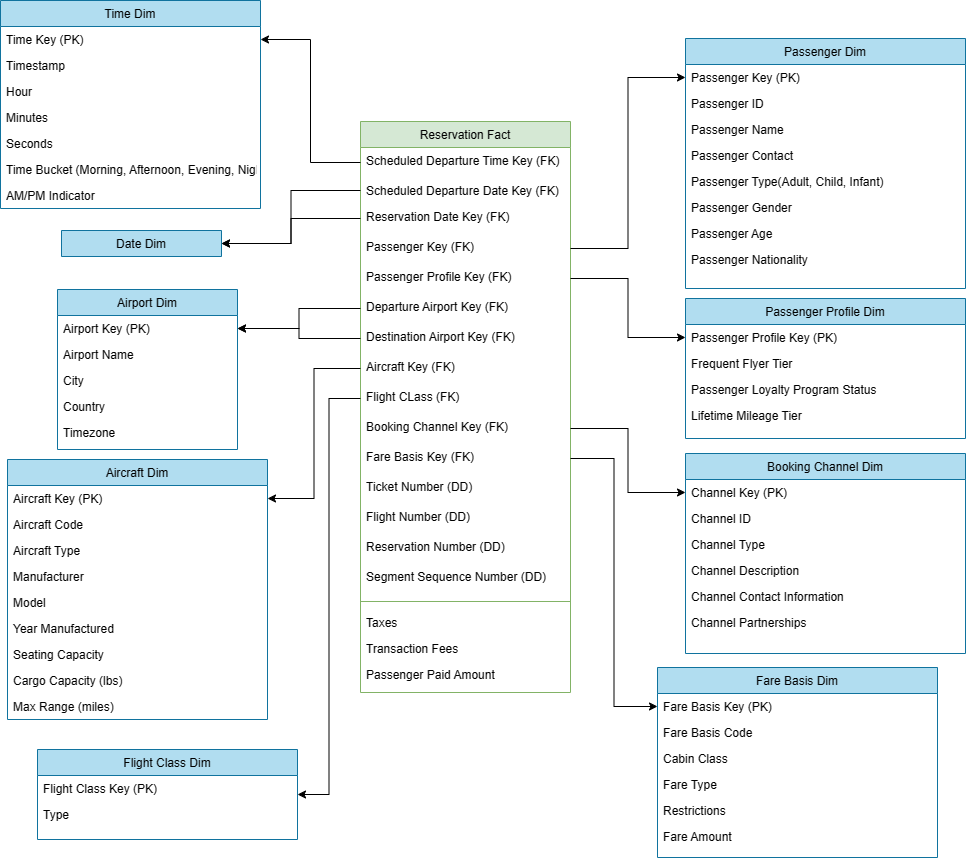 Time Dim
Time Key (PK)
Timestamp
Hour
Minutes
Seconds
Time Bucket (Morning, Afternoon, Evening, Nig
AM/PM Indicator
Date Dim
Airport Dim
Airport Key (PK)
Airport Name
City
Country
Timezone
Aircraft Dim
Aircraft Key (PK)
Aircraft Code
Aircraft Type
Manufacturer
Model
Year Manufactured
Seating Capacity
Cargo Capacity (lbs)
Max Range (miles)
Flight Class Dim
Flight Class Key (PK)
Type
Reservation Fact
Scheduled Departure Time Key (FK)
Scheduled Departure Date Key (FK)
Reservation Date Key (FK)
Passenger Key (FK)
Passenger Profile Key (FK)
Departure Airport Key (FK)
Destination Airport Key (FK)
Aircraft Key (FK)
Flight CLass (FK)
Booking Channel Key (FK)
Fare Basis Key (FK)
Ticket Number (DD)
Flight Number (DD)
Reservation Number (DD)
Segment Sequence Number (DD)
Taxes
Transaction Fees
Passenger Paid Amount
Passenger Dim
Passenger Key (PK)
Passenger ID
Passenger Name
Passenger Contact
Passenger Type(Adult, Child, Infant)
Passenger Gender
Passenger Age
Passenger Nationality
Passenger Profile Dim
Passenger Profile Key (PK)
Frequent Flyer Tier
Passenger Loyalty Program Status
Lifetime Mileage Tier
Booking Channel Dim
Channel Key (PK)
Channel ID
Channel Type
Channel Description
Channel Contact Information
Channel Partnerships
Fare Basis Dim
Fare Basis Key (PK)
Fare Basis Code
Cabin Class
Fare Type
Restrictions
Fare Amount